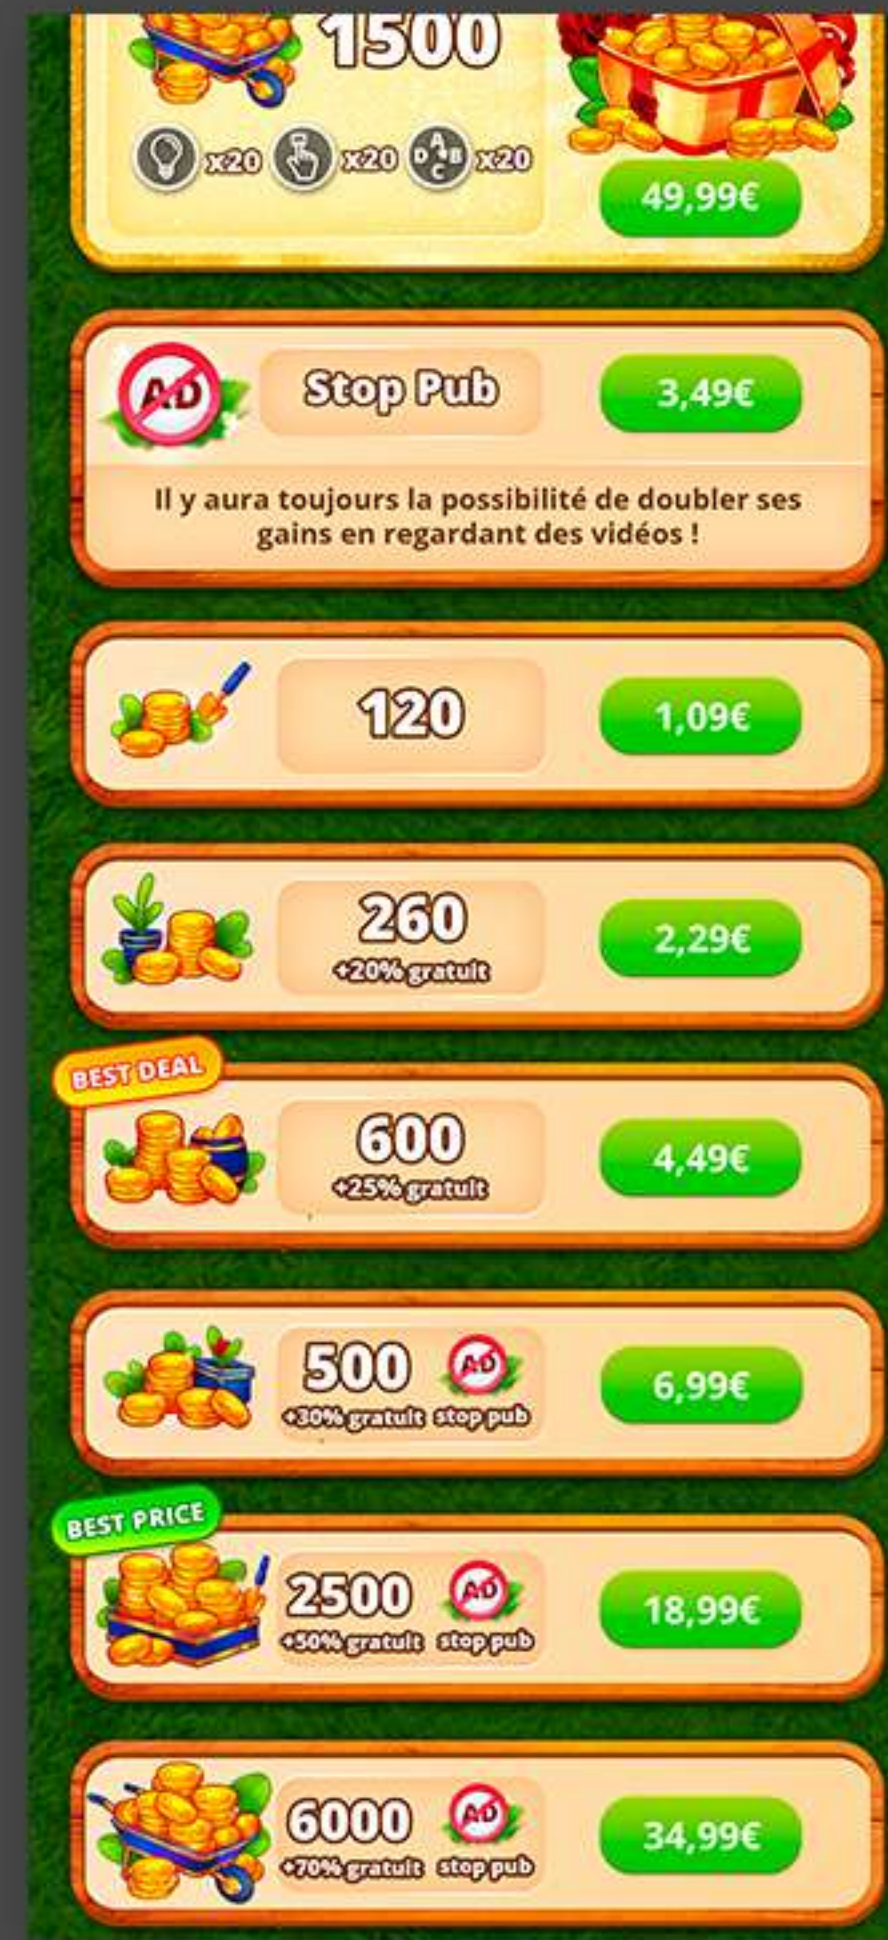 1500
x20 x20 A D B C x20
49,99€
AD Stop Pub 3,49€
Il y aura toujours la possibilité de doubler ses
gains en regardant des vidéos !
120 1,09€
260
+20% gratuit
2,29€
BEST DEAL
600
+25% gratuit
4,49€
500 AD
+30% gratuit stop pub
6,99€
BEST PRICE
2500 AD
+50% gratuit stop pub
18,99€
6000 AD
+70% gratuit stop pub
34,99€